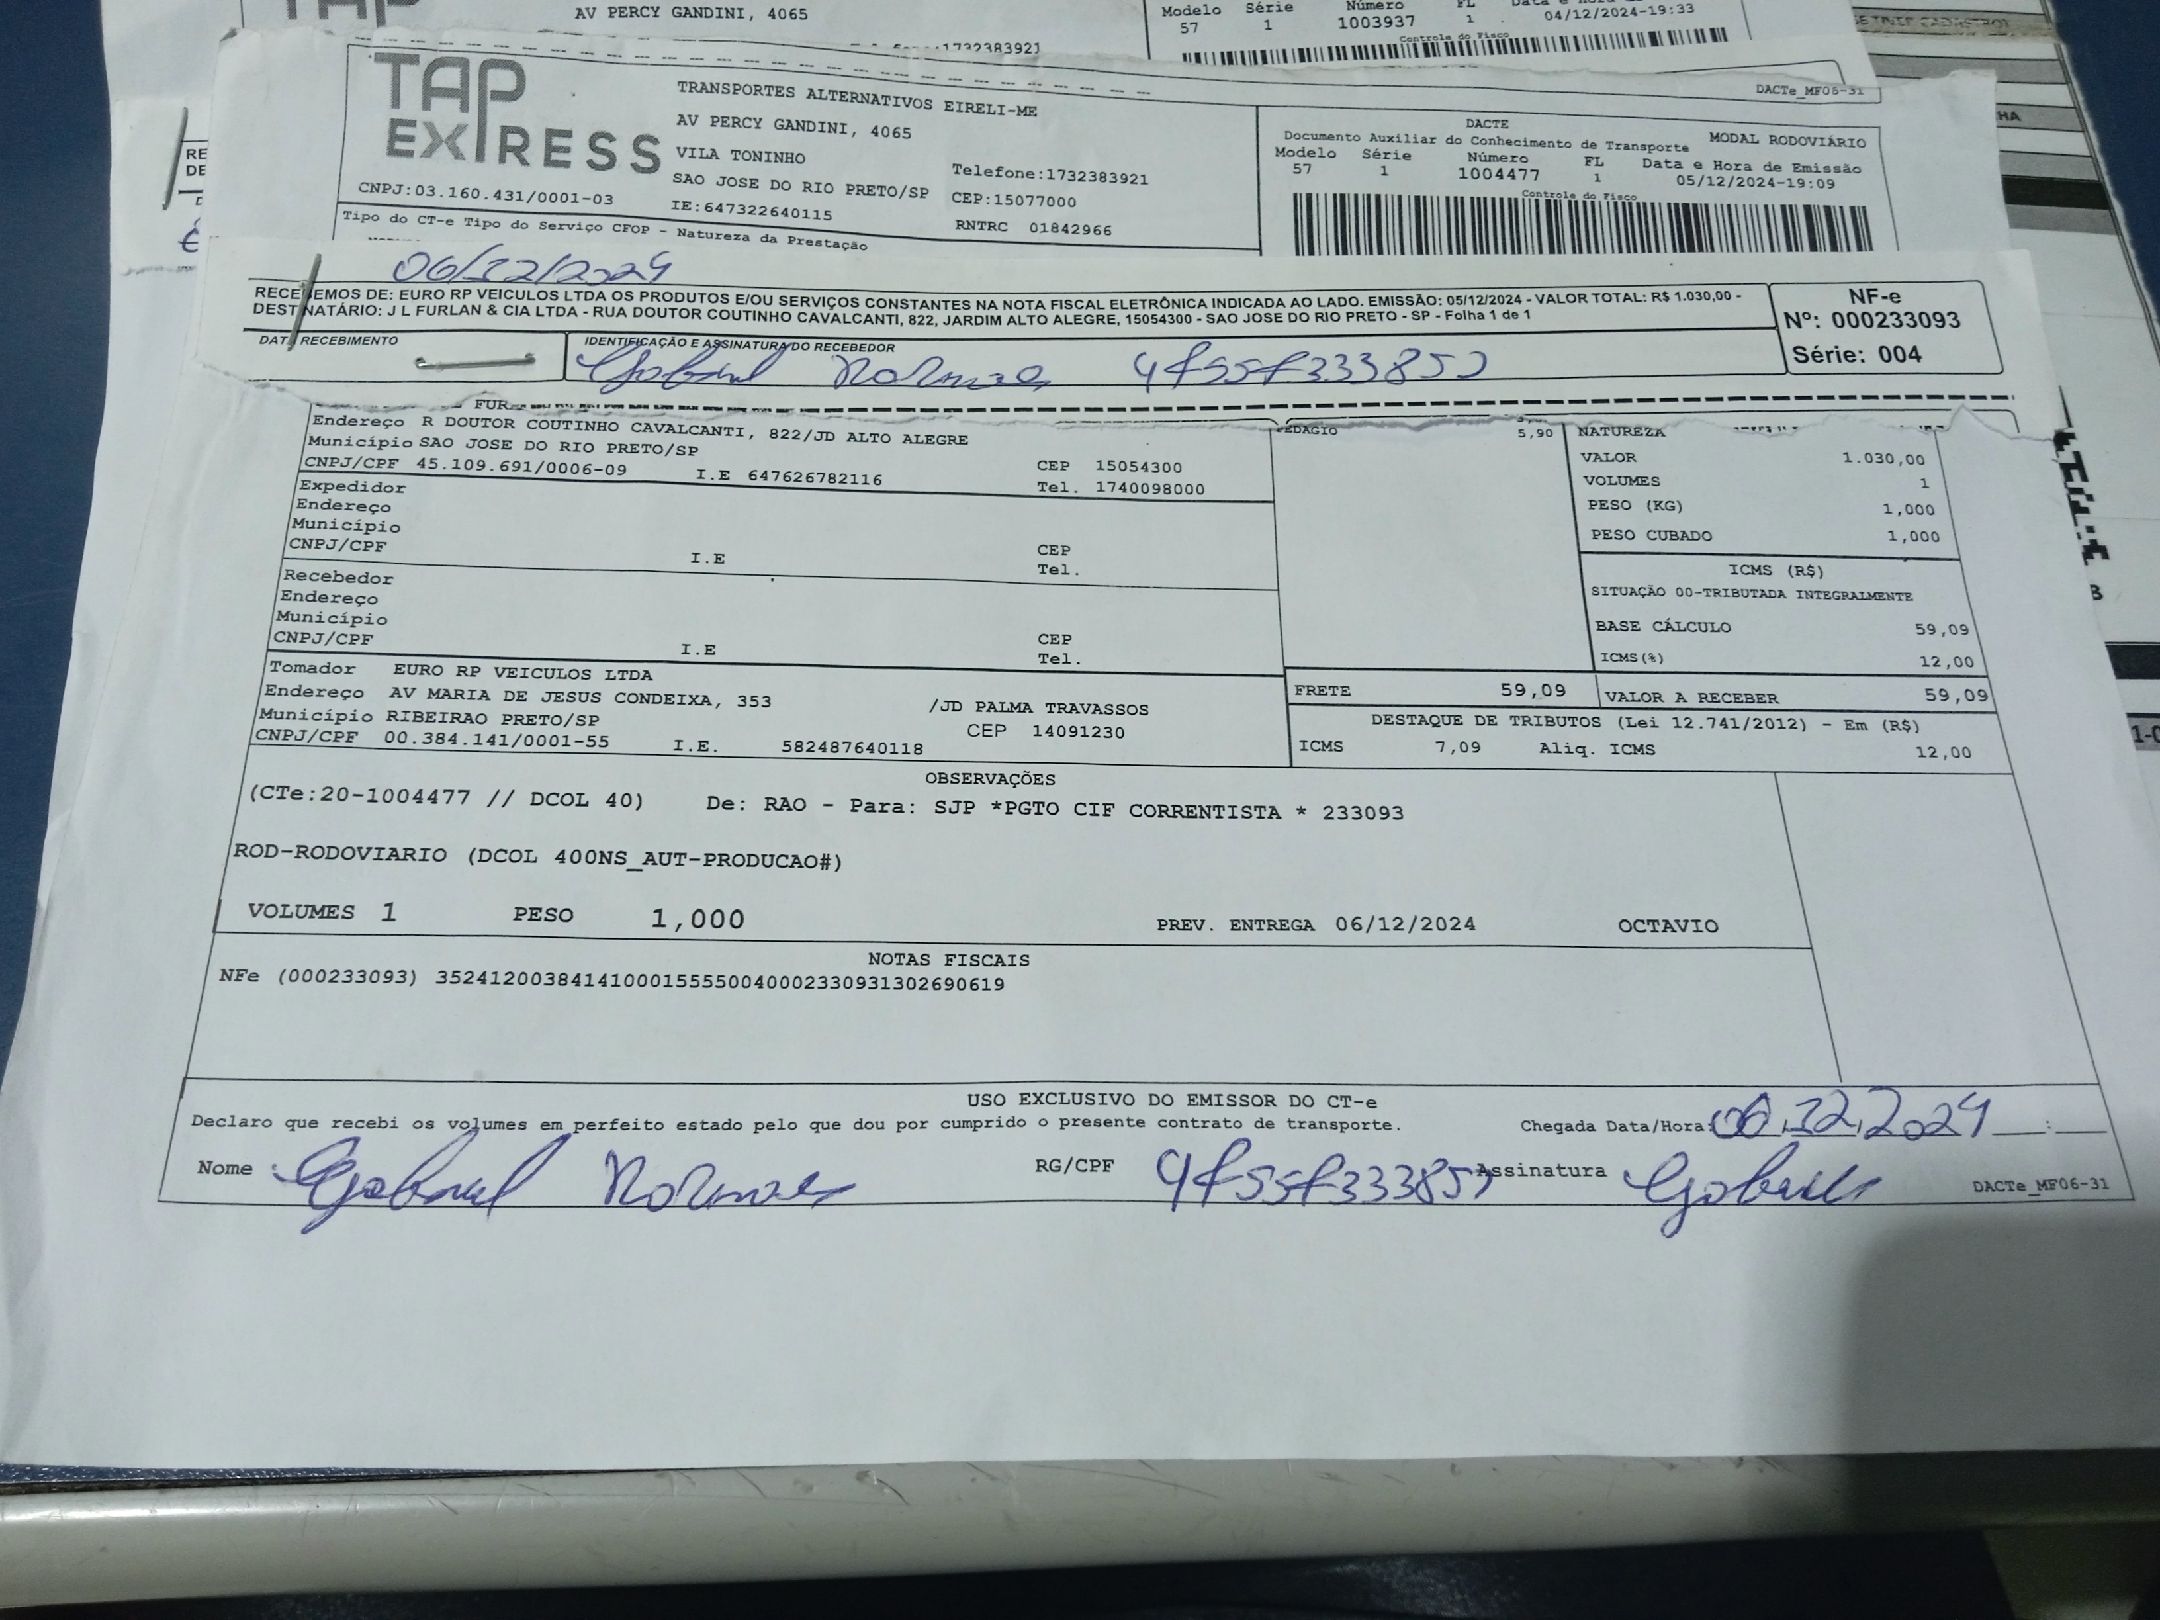 AV PERCY GANDINI, 4065
1732383921
Modelo Série Número FL
57 1 1003937 1 04/12/2024-19:33
Controle do Fisco
DACTe_MF06-31
TAP EXPRESS
TRANSPORTES ALTERNATIVOS EIRELI-ME
AV PERCY GANDINI, 4065
VILA TONINHO
SAO JOSE DO RIO PRETO/SP
IE:647322640115
Telefone:1732383921
CEP:15077000
RNTRC 01842966
CNPJ:03.160.431/0001-03
Tipo do CT-e Tipo do Serviço CFOP - Natureza da Prestação
DACTE
Documento Auxiliar do Conhecimento de Transporte MODAL RODOVIÁRIO
Modelo Série Número FL Data e Hora de Emissão
57 1 1004477 1 05/12/2024-19:09
Controle do Fisco
06/12/2024
RECEBEMOS DE: EURO RP VEICULOS LTDA OS PRODUTOS E/OU SERVIÇOS CONSTANTES NA NOTA FISCAL ELETRÔNICA INDICADA AO LADO. EMISSÃO: 05/12/2024 - VALOR TOTAL: R$ 1.030,00 -
DESTINATÁRIO: J L FURLAN & CIA LTDA - RUA DOUTOR COUTINHO CAVALCANTI, 822, JARDIM ALTO ALEGRE, 15054300 - SAO JOSE DO RIO PRETO - SP - Folha 1 de 1
NF-e
Nº: 000233093
Série: 004
DATA RECEBIMENTO
IDENTIFICAÇÃO E ASSINATURA DO RECEBEDOR
Gabriel
FUR
Endereço R DOUTOR COUTINHO CAVALCANTI, 822/JD ALTO ALEGRE
Município SAO JOSE DO RIO PRETO/SP
CNPJ/CPF 45.109.691/0006-09 I.E 647626782116
CEP 15054300
Tel. 1740098000
PEDAGIO 5,90
NATUREZA
VALOR 1.030,00
VOLUMES 1
PESO (KG) 1,000
PESO CUBADO 1,000
Expedidor
Endereço
Município
CNPJ/CPF I.E CEP
Tel.
ICMS (R$)
SITUAÇÃO 00-TRIBUTADA INTEGRALMENTE
BASE CÁLCULO 59,09
ICMS(%) 12,00
Recebedor
Endereço
Município
CNPJ/CPF I.E CEP
Tel.
Tomador EURO RP VEICULOS LTDA
Endereço AV MARIA DE JESUS CONDEIXA, 353 /JD PALMA TRAVASSOS
Município RIBEIRAO PRETO/SP CEP 14091230
CNPJ/CPF 00.384.141/0001-55 I.E. 582487640118
FRETE 59,09 VALOR A RECEBER 59,09
DESTAQUE DE TRIBUTOS (Lei 12.741/2012) - Em (R$)
ICMS 7,09 Aliq. ICMS 12,00
OBSERVAÇÕES
(CTe:20-1004477 // DCOL 40) De: RAO - Para: SJP *PGTO CIF CORRENTISTA * 233093
ROD-RODOVIARIO (DCOL 400NS_AUT-PRODUCAO#)
VOLUMES 1 PESO 1,000 PREV. ENTREGA 06/12/2024 OCTAVIO
NOTAS FISCAIS
NFe (000233093) 35241200384141000155550040002330931302690619
USO EXCLUSIVO DO EMISSOR DO CT-e
Declaro que recebi os volumes em perfeito estado pelo que dou por cumprido o presente contrato de transporte. Chegada Data/Hora: 06.12.2024 __:__
Nome Gabriel RG/CPF Assinatura Gabriel
DACTe_MF06-31